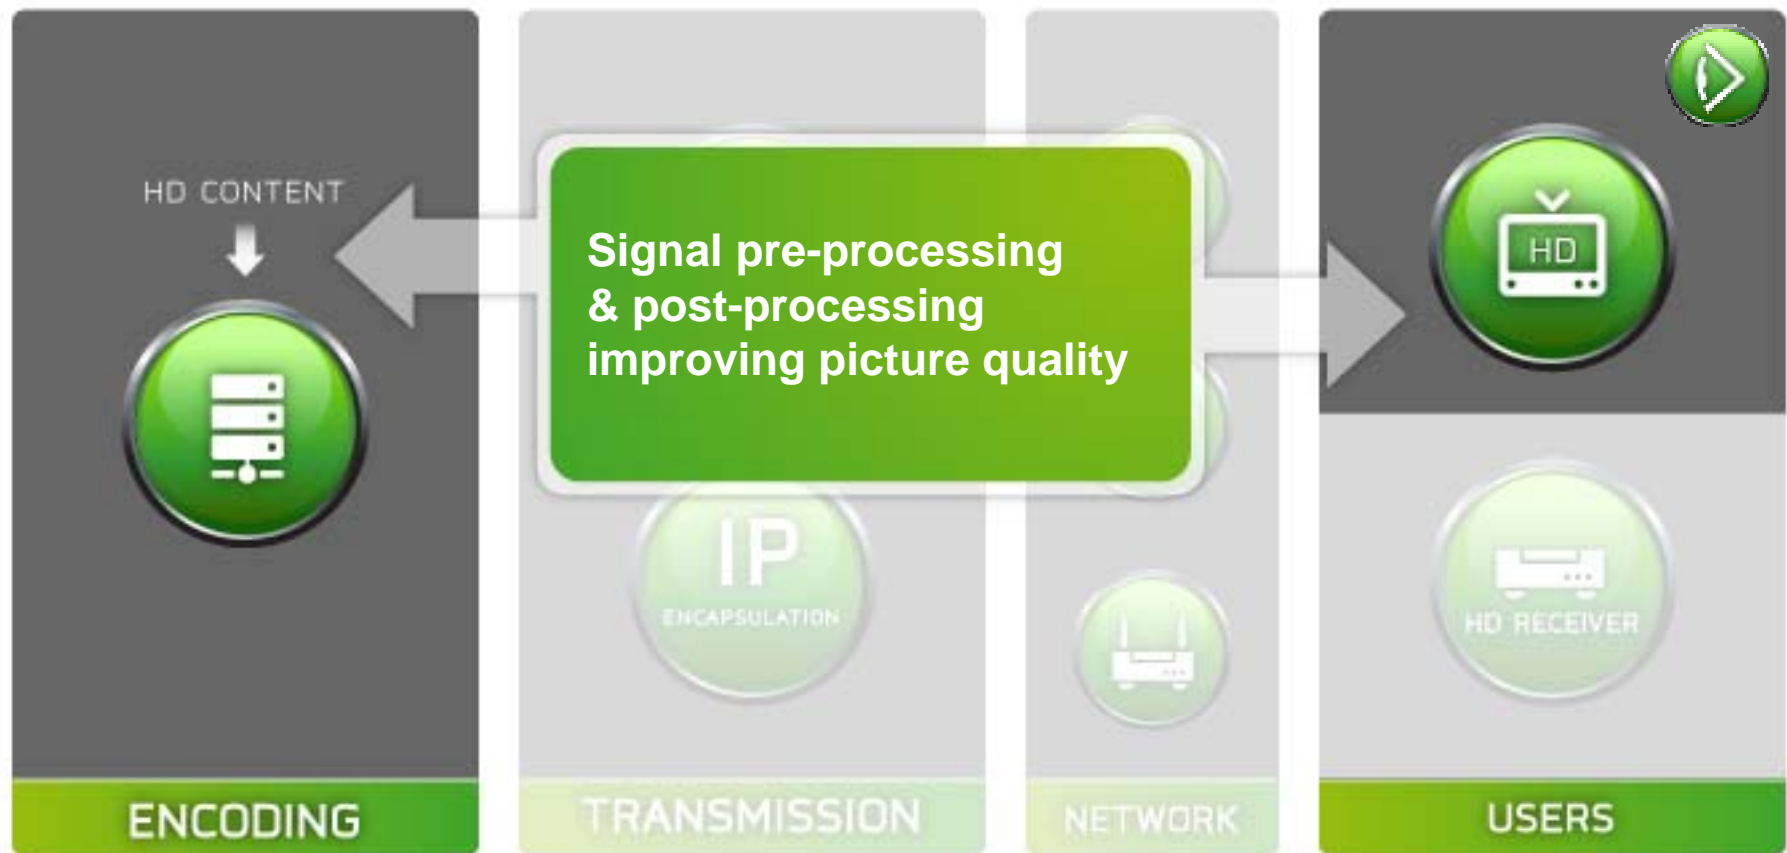 HD CONTENT
Signal pre-processing
& post-processing
improving picture quality
HD
IP
ENCAPSULATION
HD RECEIVER
ENCODING
TRANSMISSION
NETWORK
USERS